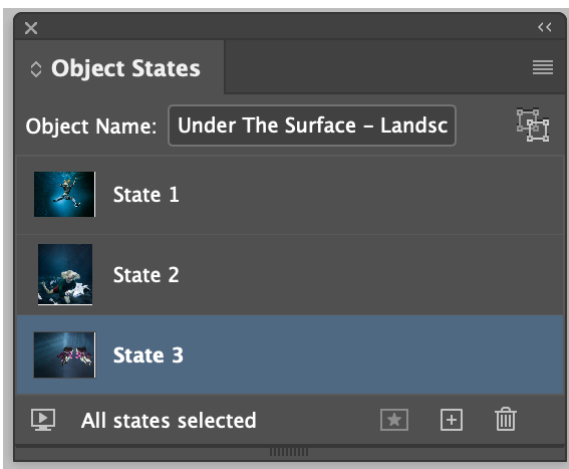 Object States
Object Name: Under The Surface – Landsc
State 1
State 2
State 3
All states selected